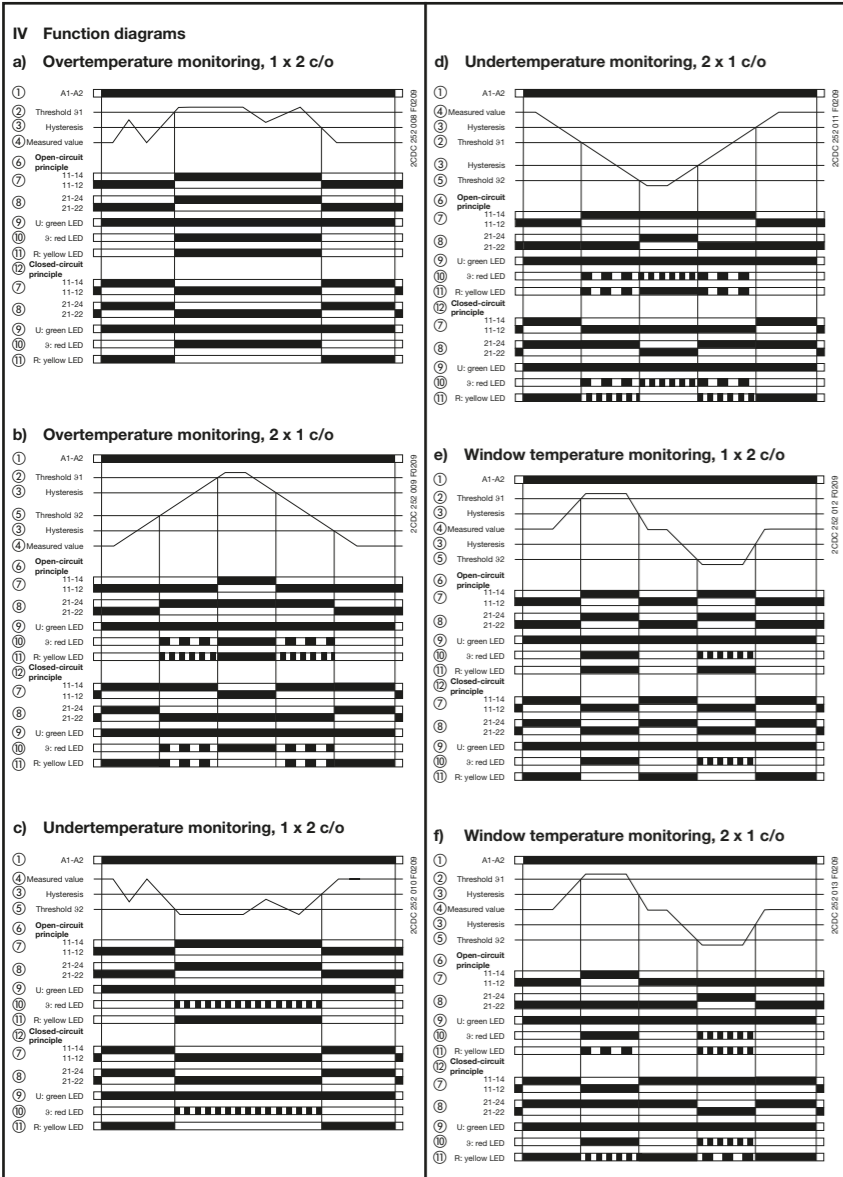 IV Function diagrams
a) Overtemperature monitoring, 1 x 2 c/o
① A1-A2
② Threshold ϑ1
③ Hysteresis
④ Measured value
⑥ Open-circuit
principle
⑦ 11-14
11-12
⑧ 21-24
21-22
⑨ U: green LED
⑩ ϑ: red LED
⑪ R: yellow LED
⑫ Closed-circuit
principle
⑦ 11-14
11-12
⑧ 21-24
21-22
⑨ U: green LED
⑩ ϑ: red LED
⑪ R: yellow LED
2CDC 252 008 F0209
b) Overtemperature monitoring, 2 x 1 c/o
① A1-A2
② Threshold ϑ1
③ Hysteresis
⑤ Threshold ϑ2
③ Hysteresis
④ Measured value
⑥ Open-circuit
principle
⑦ 11-14
11-12
⑧ 21-24
21-22
⑨ U: green LED
⑩ ϑ: red LED
⑪ R: yellow LED
⑫ Closed-circuit
principle
⑦ 11-14
11-12
⑧ 21-24
21-22
⑨ U: green LED
⑩ ϑ: red LED
⑪ R: yellow LED
2CDC 252 009 F0209
c) Undertemperature monitoring, 1 x 2 c/o
① A1-A2
④ Measured value
③ Hysteresis
⑤ Threshold ϑ2
⑥ Open-circuit
principle
⑦ 11-14
11-12
⑧ 21-24
21-22
⑨ U: green LED
⑩ ϑ: red LED
⑪ R: yellow LED
⑫ Closed-circuit
principle
⑦ 11-14
11-12
⑧ 21-24
21-22
⑨ U: green LED
⑩ ϑ: red LED
⑪ R: yellow LED
2CDC 252 010 F0209
d) Undertemperature monitoring, 2 x 1 c/o
① A1-A2
④ Measured value
③ Hysteresis
② Threshold ϑ1
③ Hysteresis
⑤ Threshold ϑ2
⑥ Open-circuit
principle
⑦ 11-14
11-12
⑧ 21-24
21-22
⑨ U: green LED
⑩ ϑ: red LED
⑪ R: yellow LED
⑫ Closed-circuit
principle
⑦ 11-14
11-12
⑧ 21-24
21-22
⑨ U: green LED
⑩ ϑ: red LED
⑪ R: yellow LED
2CDC 252 011 F0209
e) Window temperature monitoring, 1 x 2 c/o
① A1-A2
② Threshold ϑ1
③ Hysteresis
④ Measured value
③ Hysteresis
⑤ Threshold ϑ2
⑥ Open-circuit
principle
⑦ 11-14
11-12
⑧ 21-24
21-22
⑨ U: green LED
⑩ ϑ: red LED
⑪ R: yellow LED
⑫ Closed-circuit
principle
⑦ 11-14
11-12
⑧ 21-24
21-22
⑨ U: green LED
⑩ ϑ: red LED
⑪ R: yellow LED
2CDC 252 012 F0209
f) Window temperature monitoring, 2 x 1 c/o
① A1-A2
② Threshold ϑ1
③ Hysteresis
④ Measured value
③ Hysteresis
⑤ Threshold ϑ2
⑥ Open-circuit
principle
⑦ 11-14
11-12
⑧ 21-24
21-22
⑨ U: green LED
⑩ ϑ: red LED
⑪ R: yellow LED
⑫ Closed-circuit
principle
⑦ 11-14
11-12
⑧ 21-24
21-22
⑨ U: green LED
⑩ ϑ: red LED
⑪ R: yellow LED
2CDC 252 013 F0209